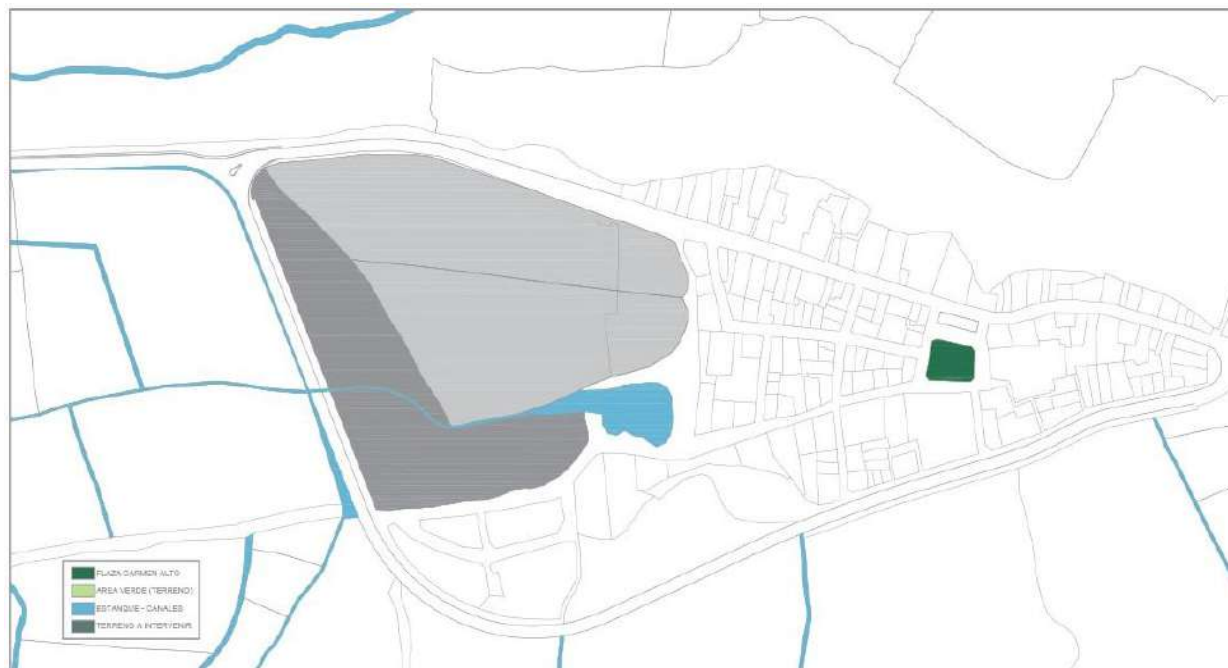 PLAZA CARMEN ALTO
AREA VERDE (TERRENO)
ESTANQUE - CANALES
TERRENO A INTERVENIR